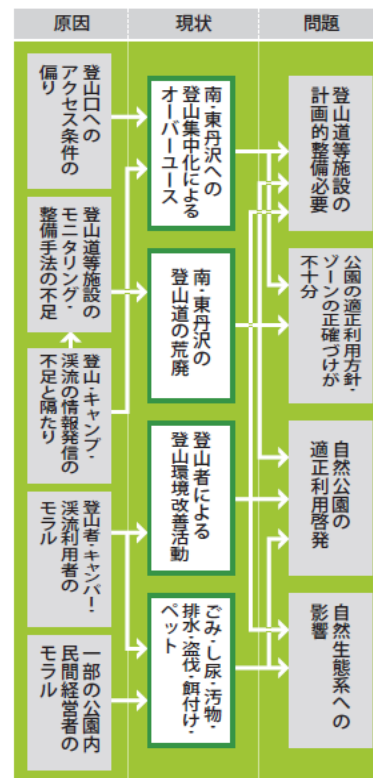 原因
現状
問題
登山口への
アクセス条件の
偏り
登山道等施設の
モニタリング・
整備手法の不足
登山・キャンプ・
渓流の情報発信の
不足と隔たり
登山者・キャンパー・
渓流利用者の
モラル
一部の公園内
民間経営者の
モラル
南・東丹沢への
登山集中化による
オーバーユース
南・東丹沢の
登山道の荒廃
登山者による
登山環境改善活動
ごみ・し尿・汚物・
排水・盗伐・餌付け・
ペット
登山道等施設の
計画的整備必要
公園の適正利用方針・
ゾーンの正確づけが
不十分
自然公園の
適正利用啓発
自然生態系への
影響